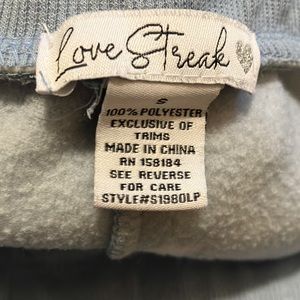 Love Streak
S
100% POLYESTER
EXCLUSIVE OF
TRIMS
MADE IN CHINA
RN 158184
SEE REVERSE
FOR CARE
STYLE#S1980LP